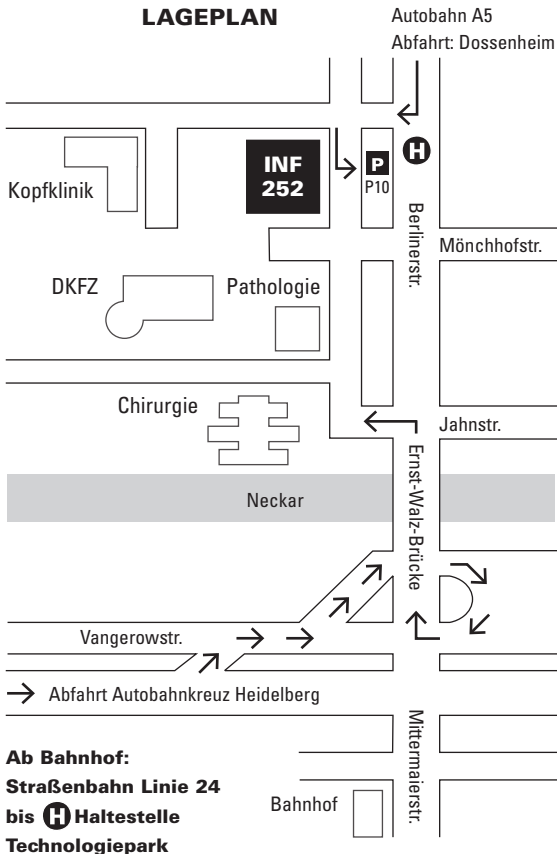 LAGEPLAN
Autobahn A5
Abfahrt: Dossenheim
INF
252
P
P10
H
Kopfklinik
Berlinerstr.
Mönchhofstr.
DKFZ
Pathologie
Chirurgie
Jahnstr.
Neckar
Ernst-Walz-Brücke
Vangerowstr.
Abfahrt Autobahnkreuz Heidelberg
Mittermaierstr.
Ab Bahnhof:
Straßenbahn Linie 24
bis H Haltestelle
Technologiepark
Bahnhof